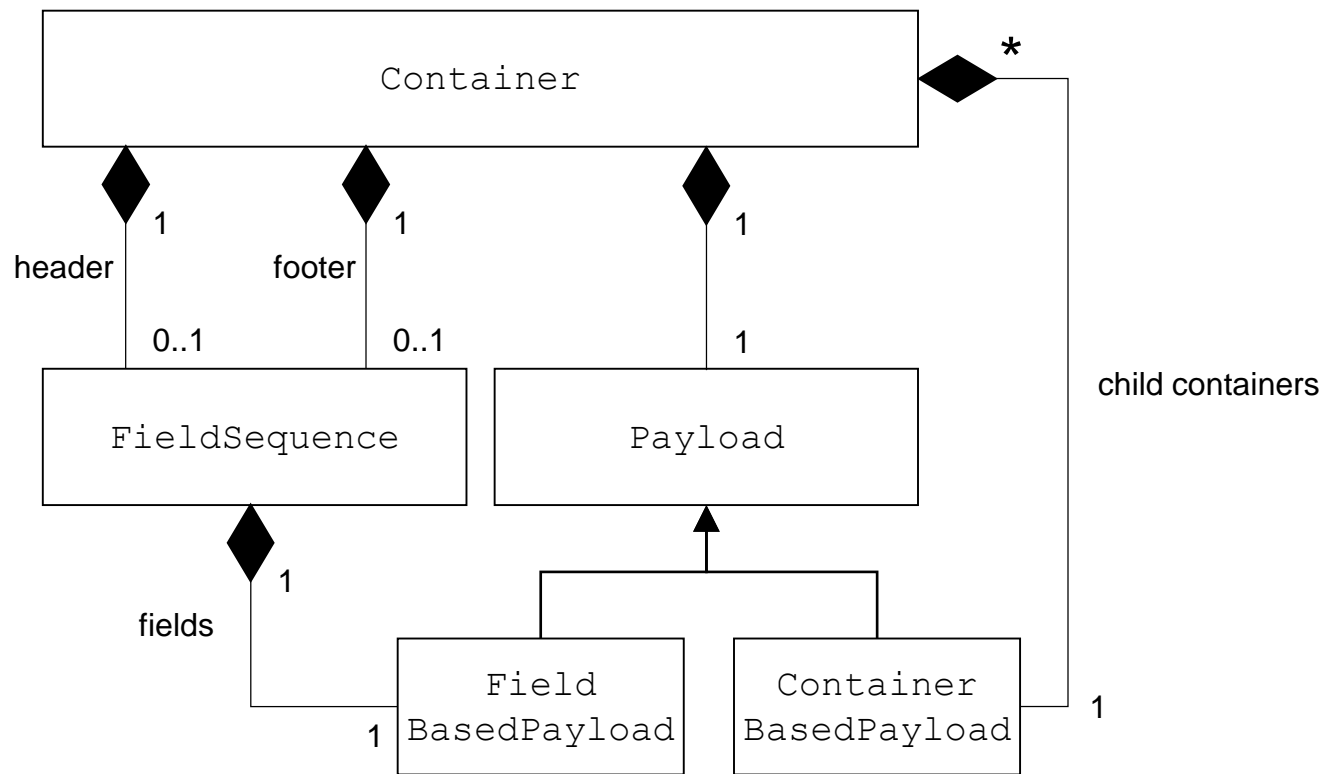 *
Container
1
1
1
header
footer
0..1
0..1
1
child containers
FieldSequence
Payload
1
fields
Field
BasedPayload
Container
BasedPayload
1
1